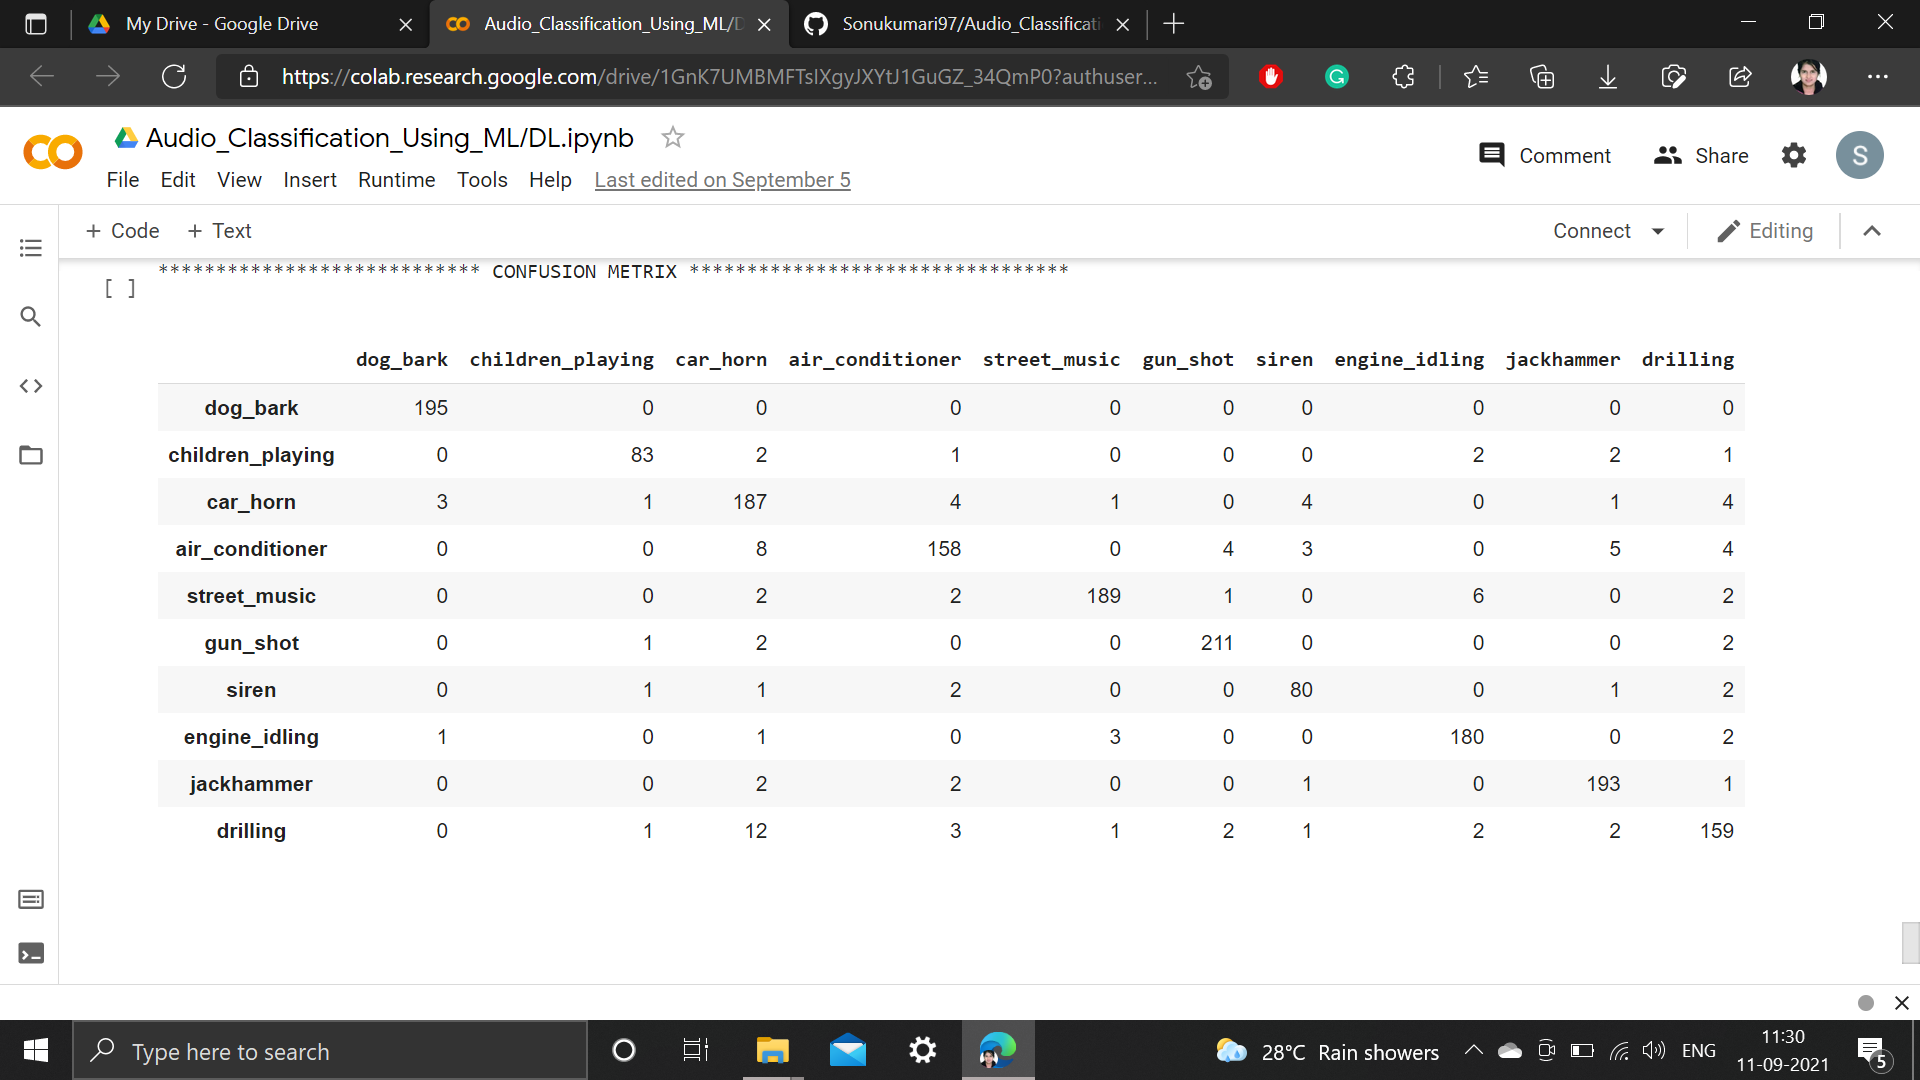 My Drive - Google Drive
Audio_Classification_Using_ML/D
Sonukumari97/Audio_Classificati
https://colab.research.google.com/drive/1GnK7UMBMFTsIXgyJXYtJ1GuGZ_34QmP0?authuser...
Audio_Classification_Using_ML/DL.ipynb
Comment Share S
File Edit View Insert Runtime Tools Help Last edited on September 5
+ Code + Text Connect Editing
**************************** CONFUSION METRIX *********************************
[ ]
dog_bark children_playing car_horn air_conditioner street_music gun_shot siren engine_idling jackhammer drilling
dog_bark 195 0 0 0 0 0 0 0 0 0
children_playing 0 83 2 1 0 0 0 2 2 1
car_horn 3 1 187 4 1 0 4 0 1 4
air_conditioner 0 0 8 158 0 4 3 0 5 4
street_music 0 0 2 2 189 1 0 6 0 2
gun_shot 0 1 2 0 0 211 0 0 0 2
siren 0 1 1 2 0 0 80 0 1 2
engine_idling 1 0 1 0 3 0 0 180 0 2
jackhammer 0 0 2 2 0 0 1 0 193 1
drilling 0 1 12 3 1 2 1 2 2 159
Type here to search
28°C Rain showers
ENG
11:30
11-09-2021
5